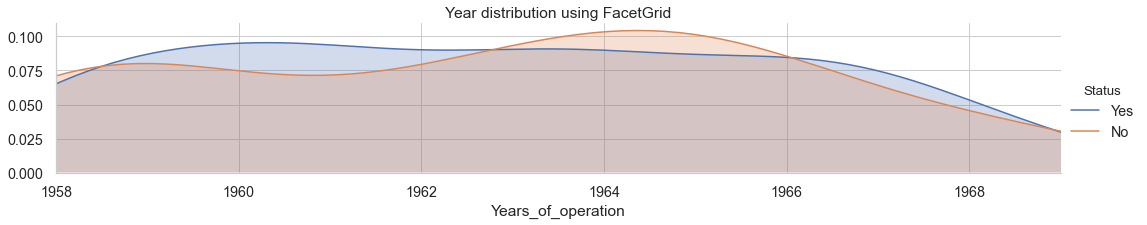 Year distribution using FacetGrid
0.100
0.075
0.050
0.025
0.000
1958 1960 1962 1964 1966 1968
Years_of_operation
Status
Yes
No